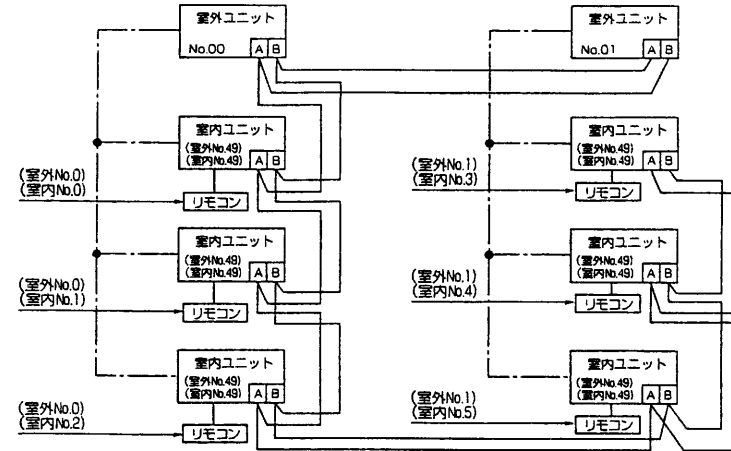 室外ユニット
No.00
A B
室内ユニット
(室外No.49)
(室内No.49)
A B
リモコン
(室外No.0)
(室内No.0)
室内ユニット
(室外No.49)
(室内No.49)
A B
リモコン
(室外No.0)
(室内No.1)
室内ユニット
(室外No.49)
(室内No.49)
A B
リモコン
(室外No.0)
(室内No.2)
室外ユニット
No.01
A B
室内ユニット
(室外No.49)
(室内No.49)
A B
リモコン
(室外No.1)
(室内No.3)
室内ユニット
(室外No.49)
(室内No.49)
A B
リモコン
(室外No.1)
(室内No.4)
室内ユニット
(室外No.49)
(室内No.49)
A B
リモコン
(室外No.1)
(室内No.5)